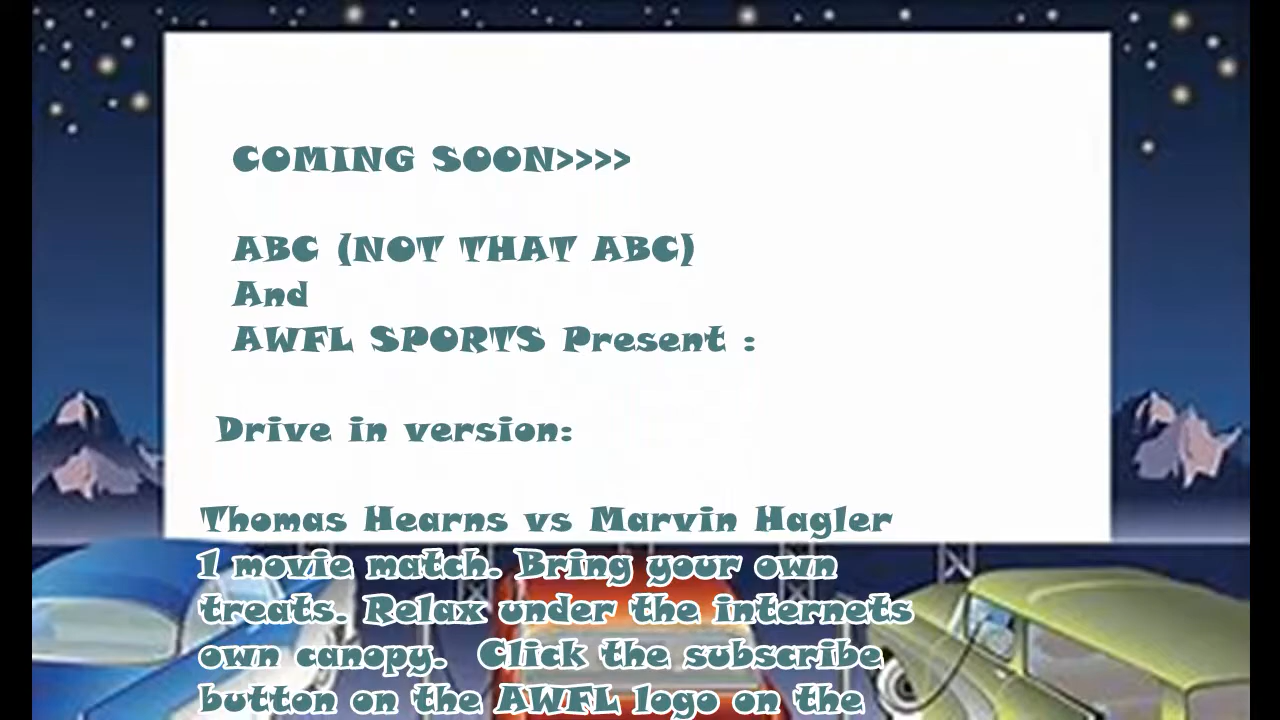 COMING SOON>>>>
ABC (NOT THAT ABC)
And
AWFL SPORTS Present :
Drive in version:
Thomas Hearns vs Marvin Hagler
1 movie match. Bring your own
treats. Relax under the internets
own canopy. Click the subscribe
button on the AWFL logo on the